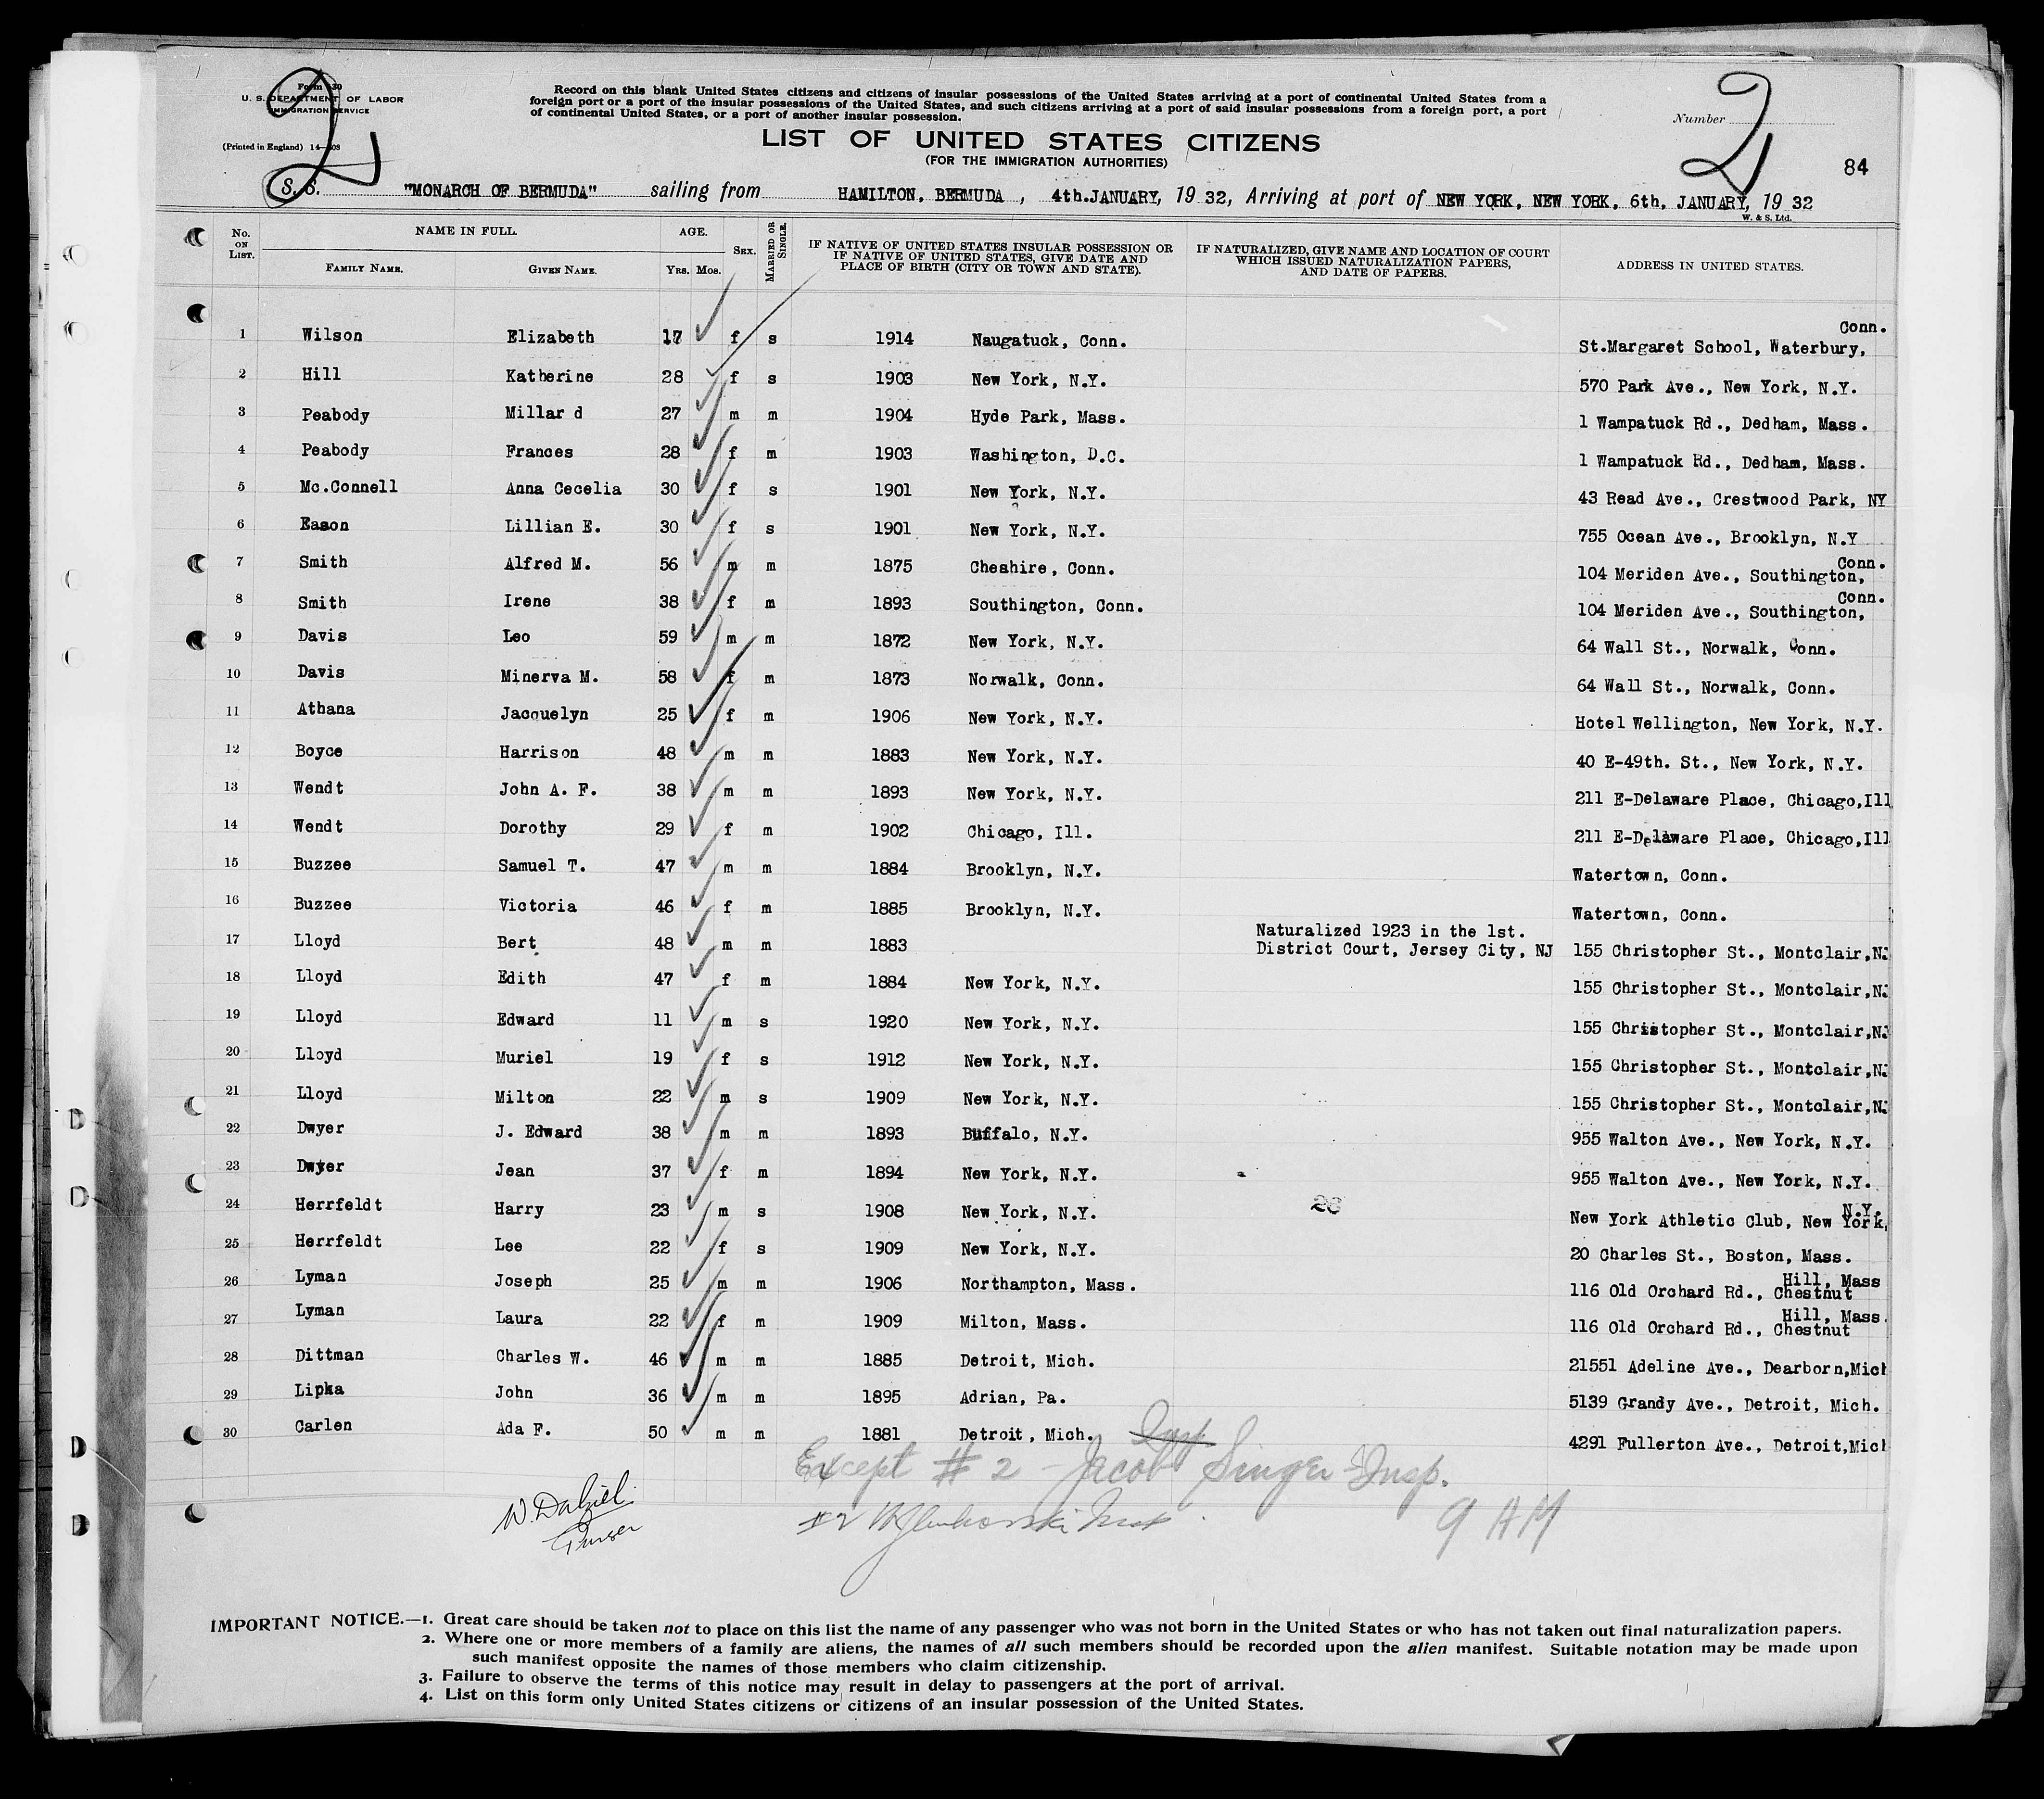 2
2
Form 630
U. S. DEPARTMENT OF LABOR
IMMIGRATION SERVICE
(Printed in England) 14—
Record on this blank United States citizens and citizens of insular possessions of the United States arriving at a port of continental United States from a
foreign port or a port of the insular possessions of the United States, and such citizens arriving at a port of said insular possessions from a foreign port, a port
of continental United States, or a port of another insular possession.
Number
LIST OF UNITED STATES CITIZENS
(FOR THE IMMIGRATION AUTHORITIES)
84
S. S. "MONARCH OF BERMUDA" sailing from HAMILTON, BERMUDA , 4th.JANUARY, 19 32, Arriving at port of NEW YORK, NEW YORK, 6th, JANUARY, 19 32
W. & S. Ltd.
No. ON LIST. NAME IN FULL. AGE. SEX. MARRIED OR SINGLE. IF NATIVE OF UNITED STATES INSULAR POSSESSION OR IF NATIVE OF UNITED STATES, GIVE DATE AND PLACE OF BIRTH (CITY OR TOWN AND STATE). IF NATURALIZED, GIVE NAME AND LOCATION OF COURT WHICH ISSUED NATURALIZATION PAPERS, AND DATE OF PAPERS. ADDRESS IN UNITED STATES.
FAMILY NAME. GIVEN NAME. YRS. MOS.
1 Wilson Elizabeth 17 f s 1914 Naugatuck, Conn. St.Margaret School, Waterbury, Conn.
2 Hill Katherine 28 f s 1903 New York, N.Y. 570 Park Ave., New York, N.Y.
3 Peabody Millar d 27 m m 1904 Hyde Park, Mass. 1 Wampatuck Rd., Dedham, Mass.
4 Peabody Frances 28 f m 1903 Washington, D.C. 1 Wampatuck Rd., Dedham, Mass.
5 Mc.Connell Anna Cecelia 30 f s 1901 New York, N.Y. 43 Read Ave., Crestwood Park, NY
6 Eason Lillian E. 30 f s 1901 New York, N.Y. 755 Ocean Ave., Brooklyn, N.Y
7 Smith Alfred M. 56 m m 1875 Cheshire, Conn. 104 Meriden Ave., Southington, Conn.
8 Smith Irene 38 f m 1893 Southington, Conn. 104 Meriden Ave., Southington, Conn.
9 Davis Leo 59 m m 1872 New York, N.Y. 64 Wall St., Norwalk, Conn.
10 Davis Minerva M. 58 f m 1873 Norwalk, Conn. 64 Wall St., Norwalk, Conn.
11 Athana Jacquelyn 25 f m 1906 New York, N.Y. Hotel Wellington, New York, N.Y.
12 Boyce Harrison 48 m m 1883 New York, N.Y. 40 E-49th. St., New York, N.Y.
13 Wendt John A. F. 38 m m 1893 New York, N.Y. 211 E-Delaware Place, Chicago,Ill
14 Wendt Dorothy 29 f m 1902 Chicago, Ill. 211 E-Delaware Place, Chicago,Ill
15 Buzzee Samuel T. 47 m m 1884 Brooklyn, N.Y. Watertown, Conn.
16 Buzzee Victoria 46 f m 1885 Brooklyn, N.Y. Watertown, Conn.
17 Lloyd Bert 48 m m 1883 Naturalized 1923 in the 1st. District Court, Jersey City, NJ 155 Christopher St., Montclair,NJ
18 Lloyd Edith 47 f m 1884 New York, N.Y. 155 Christopher St., Montclair,NJ
19 Lloyd Edward 11 m s 1920 New York, N.Y. 155 Christopher St., Montclair,NJ
20 Lloyd Muriel 19 f s 1912 New York, N.Y. 155 Christopher St., Montclair,NJ
21 Lloyd Milton 22 m s 1909 New York, N.Y. 155 Christopher St., Montclair,NJ
22 Dwyer J. Edward 38 m m 1893 Buffalo, N.Y. 955 Walton Ave., New York, N.Y.
23 Dwyer Jean 37 f m 1894 New York, N.Y. 955 Walton Ave., New York, N.Y.
24 Herrfeldt Harry 23 m s 1908 New York, N.Y. 28 New York Athletic Club, New York, N.Y.
25 Herrfeldt Lee 22 f s 1909 New York, N.Y. 20 Charles St., Boston, Mass.
26 Lyman Joseph 25 m m 1906 Northampton, Mass. 116 Old Orchard Rd., Chestnut Hill, Mass
27 Lyman Laura 22 f m 1909 Milton, Mass. 116 Old Orchard Rd., Chestnut Hill, Mass.
28 Dittman Charles W. 46 m m 1885 Detroit, Mich. 21551 Adeline Ave., Dearborn,Mich
29 Lipka John 36 m m 1895 Adrian, Pa. 5139 Grandy Ave., Detroit, Mich.
30 Carlen Ada F. 50 m m 1881 Detroit, Mich. 4291 Fullerton Ave., Detroit,Mich
Insp
Except # 2 - Jacob Singer Insp.
9 AM
#2
W. Dalziel
Purser
IMPORTANT NOTICE.—1. Great care should be taken not to place on this list the name of any passenger who was not born in the United States or who has not taken out final naturalization papers.
2. Where one or more members of a family are aliens, the names of all such members should be recorded upon the alien manifest. Suitable notation may be made upon
such manifest opposite the names of those members who claim citizenship.
3. Failure to observe the terms of this notice may result in delay to passengers at the port of arrival.
4. List on this form only United States citizens or citizens of an insular possession of the United States.